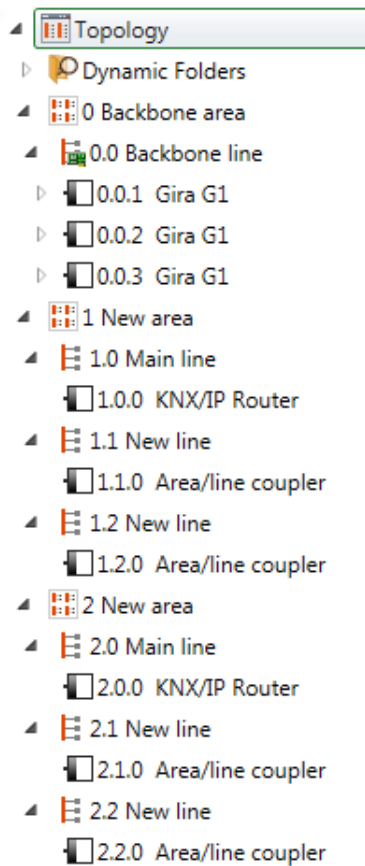 Topology
Dynamic Folders
0 Backbone area
0.0 Backbone line
0.0.1 Gira G1
0.0.2 Gira G1
0.0.3 Gira G1
1 New area
1.0 Main line
1.0.0 KNX/IP Router
1.1 New line
1.1.0 Area/line coupler
1.2 New line
1.2.0 Area/line coupler
2 New area
2.0 Main line
2.0.0 KNX/IP Router
2.1 New line
2.1.0 Area/line coupler
2.2 New line
2.2.0 Area/line coupler